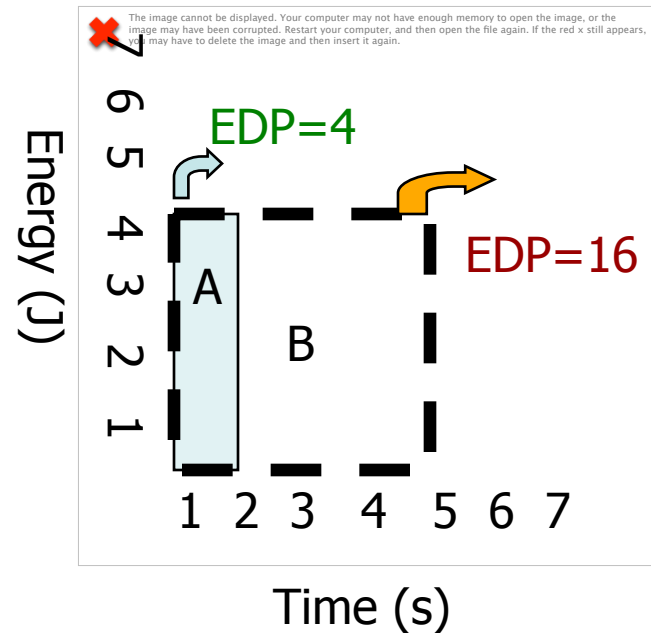 The image cannot be displayed. Your computer may not have enough memory to open the image, or the
image may have been corrupted. Restart your computer, and then open the file again. If the red x still appears,
you may have to delete the image and then insert it again.
7
6
5
4
3
2
1
Energy (J)
EDP=4
EDP=16
A
B
1 2 3 4 5 6 7
Time (s)